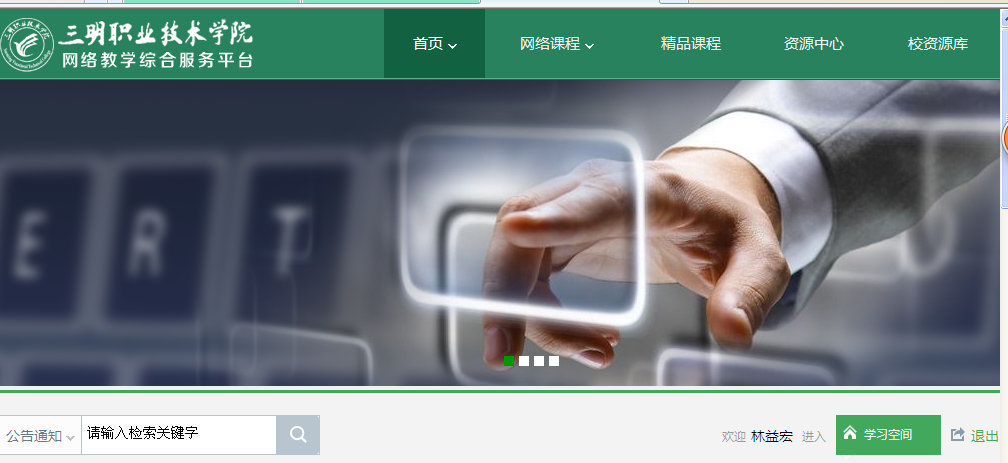 三明职业技术学院
网络教学综合服务平台
首页 网络课程 精品课程 资源中心 校资源库
E R T
公告通知 请输入检索关键字 欢迎 林益宏 进入 学习空间 退出